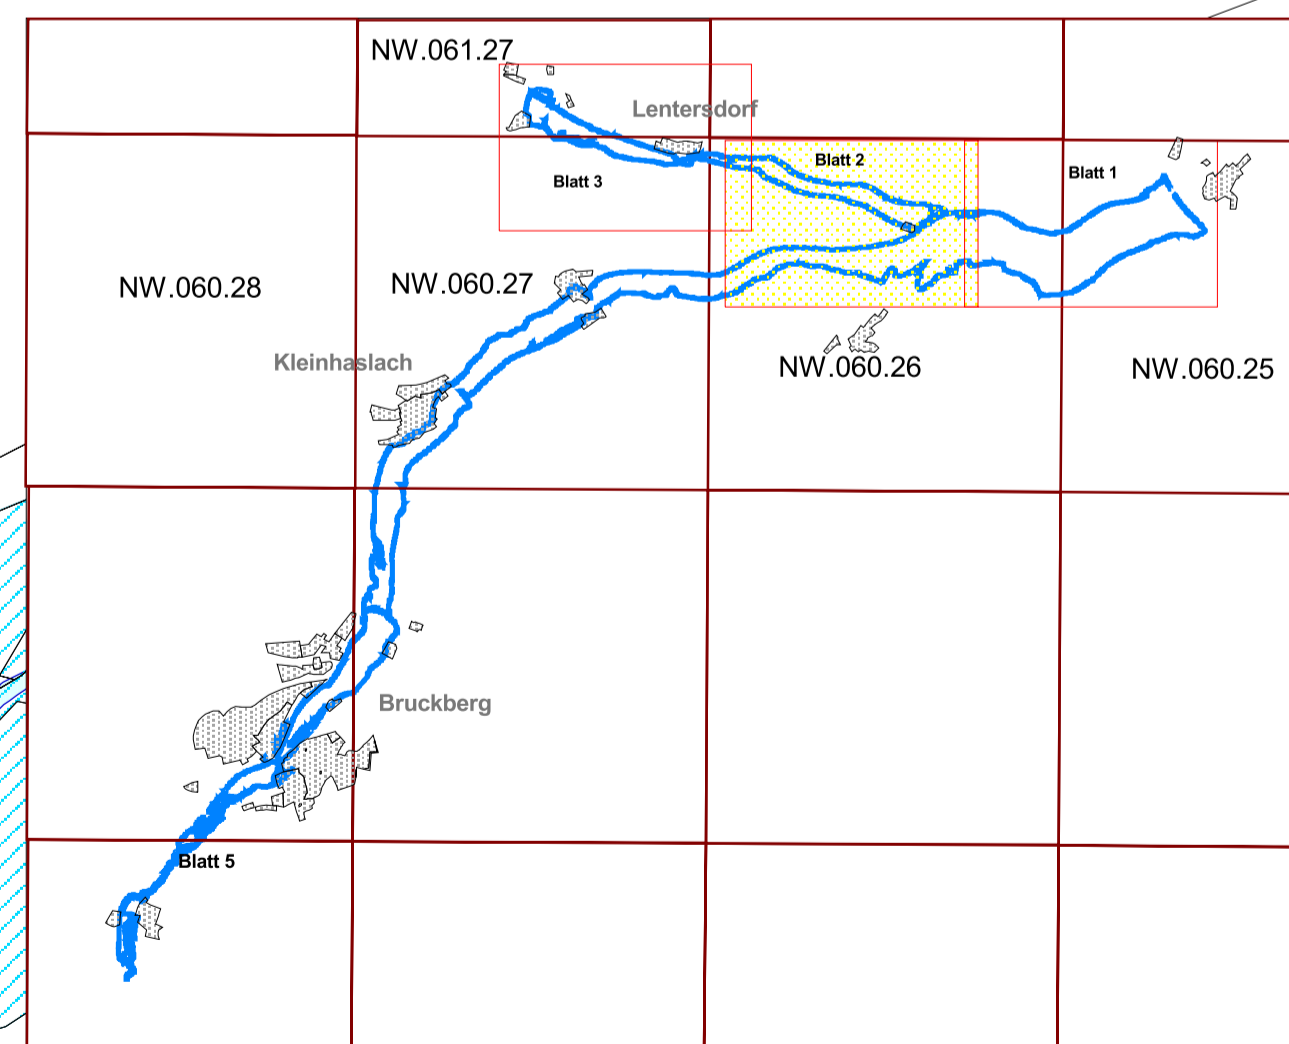 NW.061.27
Lentersdorf
Blatt 2
Blatt 1
Blatt 3
NW.060.28
NW.060.27
Kleinhaslach
NW.060.26
NW.060.25
Bruckberg
Blatt 5